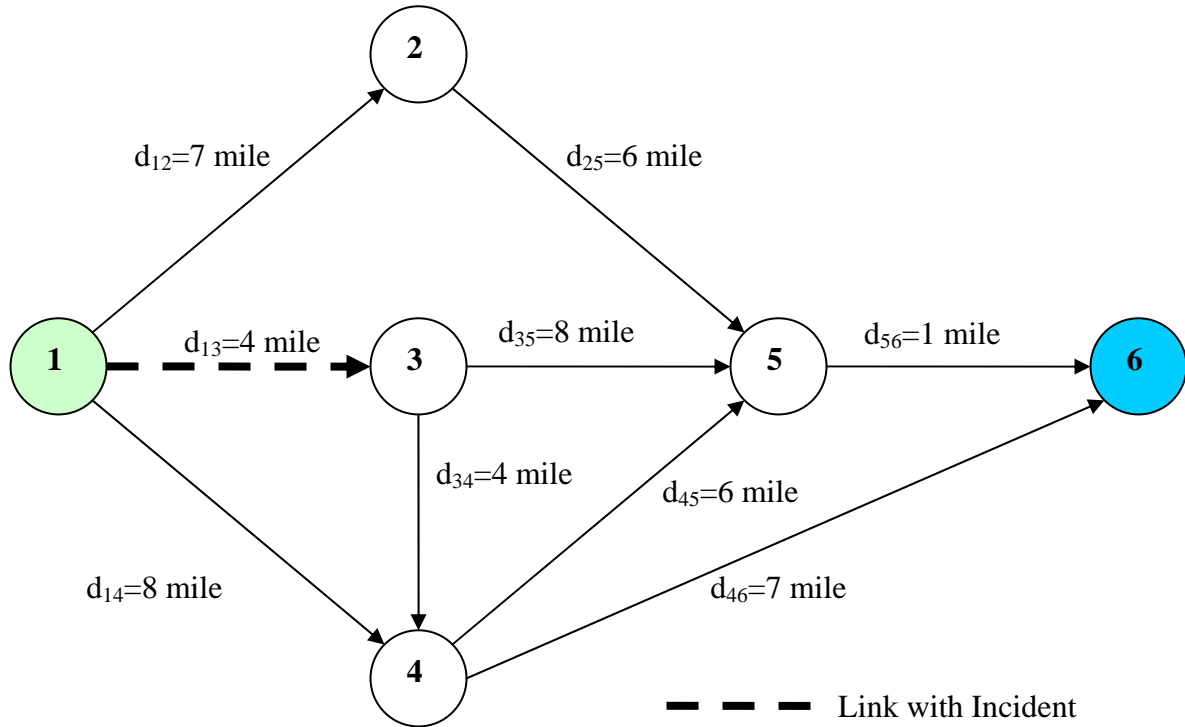 2
d₁₂=7 mile
d₂₅=6 mile
d₁₃=4 mile
d₃₅=8 mile
d₅₆=1 mile
1
3
5
6
d₃₄=4 mile
d₄₅=6 mile
d₁₄=8 mile
d₄₆=7 mile
4
Link with Incident